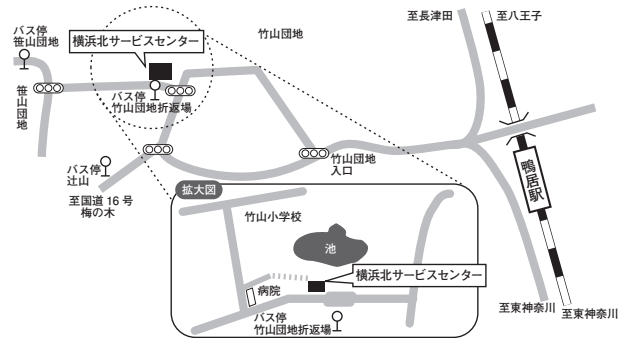 バス停
笹山団地
横浜北サービスセンター
竹山団地
至長津田
至八王子
笹山団地
バス停
竹山団地折返場
バス停
辻山
至国道16号
梅の木
竹山団地
入口
鴨居駅
至東神奈川
至東神奈川
拡大図
竹山小学校
池
横浜北サービスセンター
病院
バス停
竹山団地折返場